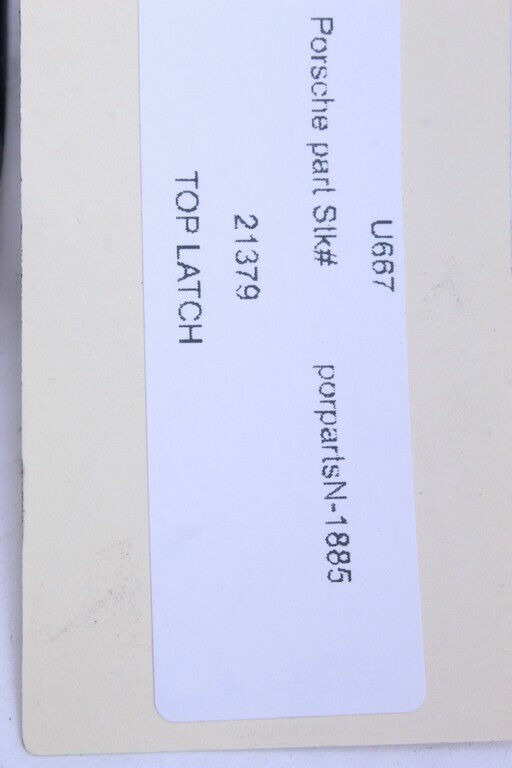 U667
Porsche part Stk# porpartsN-1885
21379
TOP LATCH